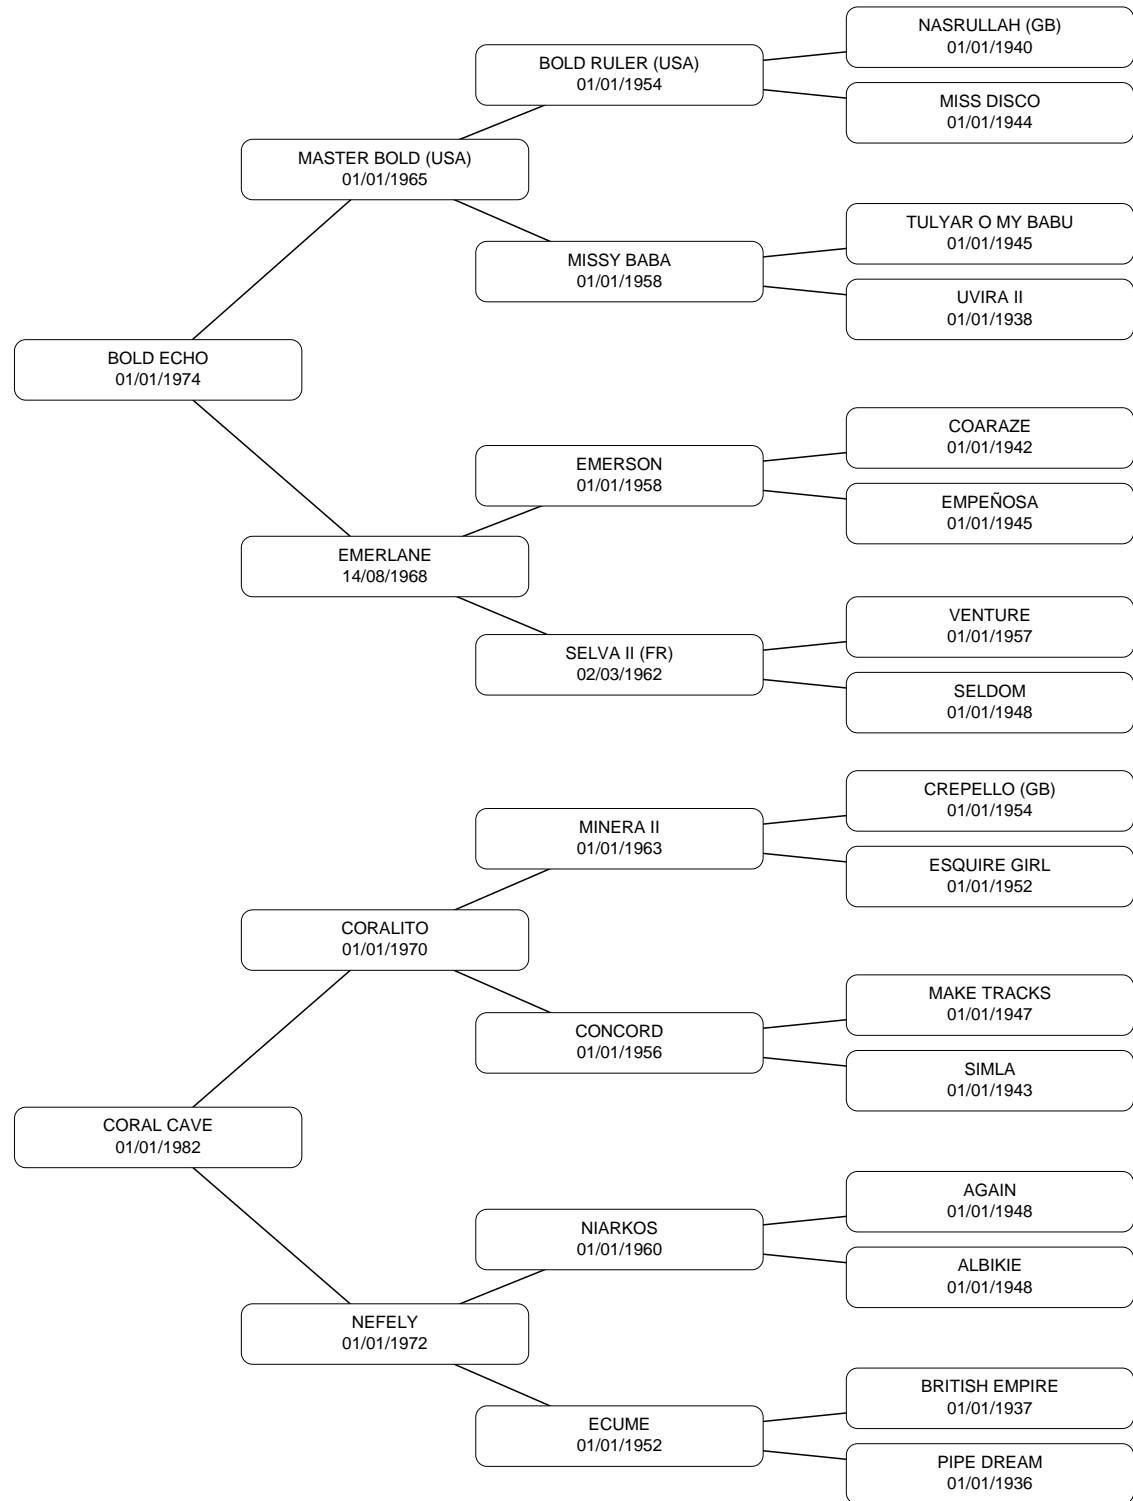 NASRULLAH (GB)
01/01/1940
BOLD RULER (USA)
01/01/1954
MISS DISCO
01/01/1944
MASTER BOLD (USA)
01/01/1965
TULYAR O MY BABU
01/01/1945
MISSY BABA
01/01/1958
UVIRA II
01/01/1938
BOLD ECHO
01/01/1974
COARAZE
01/01/1942
EMERSON
01/01/1958
EMPEÑOSA
01/01/1945
EMERLANE
14/08/1968
VENTURE
01/01/1957
SELVA II (FR)
02/03/1962
SELDOM
01/01/1948
CREPELLO (GB)
01/01/1954
MINERA II
01/01/1963
ESQUIRE GIRL
01/01/1952
CORALITO
01/01/1970
MAKE TRACKS
01/01/1947
CONCORD
01/01/1956
SIMLA
01/01/1943
CORAL CAVE
01/01/1982
AGAIN
01/01/1948
NIARKOS
01/01/1960
ALBIKIE
01/01/1948
NEFELY
01/01/1972
BRITISH EMPIRE
01/01/1937
ECUME
01/01/1952
PIPE DREAM
01/01/1936